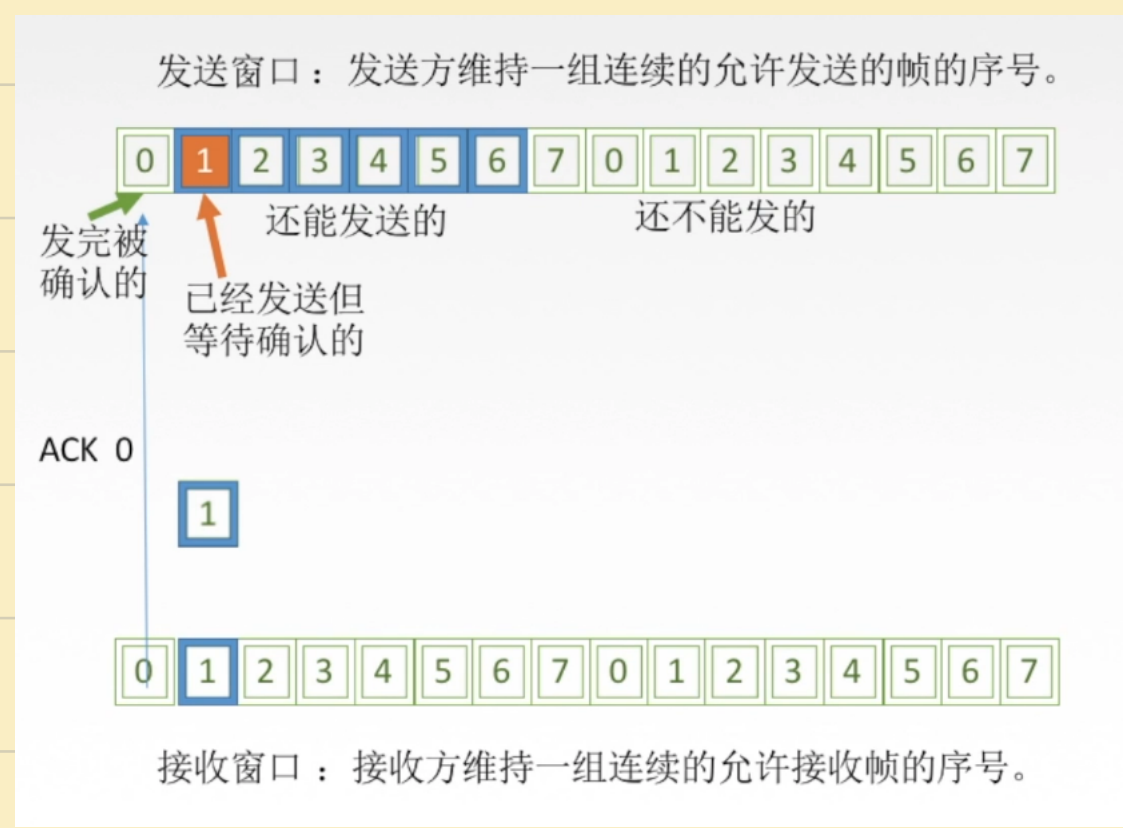 发送窗口：发送方维持一组连续的允许发送的帧的序号。
0 1 2 3 4 5 6 7 0 1 2 3 4 5 6 7
还能发送的
还不能发的
发完被
确认的
已经发送但
等待确认的
ACK 0
1
0 1 2 3 4 5 6 7 0 1 2 3 4 5 6 7
接收窗口：接收方维持一组连续的允许接收帧的序号。